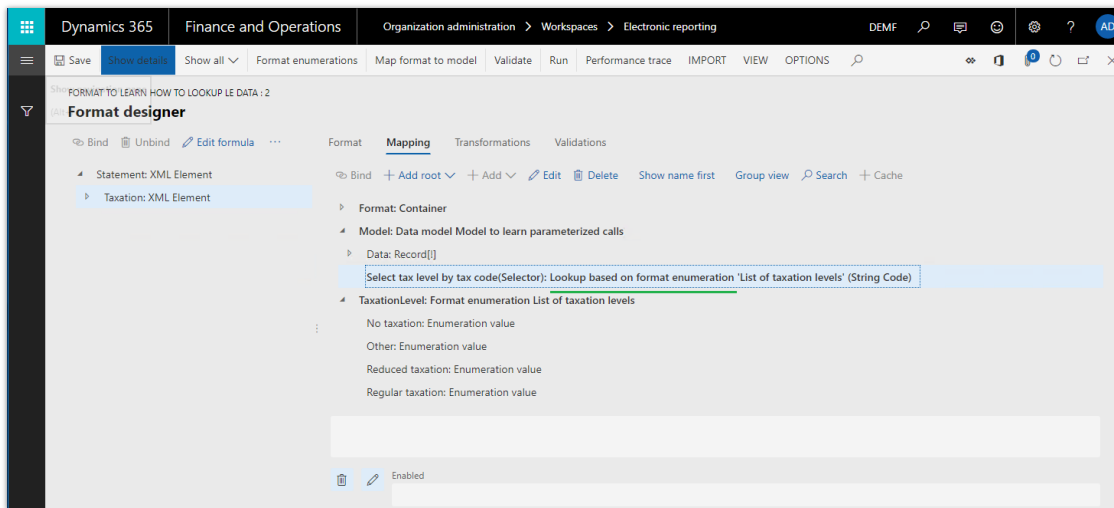 Dynamics 365 Finance and Operations Organization administration > Workspaces > Electronic reporting DEMF ? AD
Save Show details Show all Format enumerations Map format to model Validate Run Performance trace IMPORT VIEW OPTIONS 0
FORMAT TO LEARN HOW TO LOOKUP LE DATA : 2
Format designer
Bind Unbind Edit formula ... Format Mapping Transformations Validations
Statement: XML Element Bind Add root Add Edit Delete Show name first Group view Search Cache
Taxation: XML Element
Format: Container
Model: Data model Model to learn parameterized calls
Data: Record[!]
Select tax level by tax code(Selector): Lookup based on format enumeration 'List of taxation levels' (String Code)
TaxationLevel: Format enumeration List of taxation levels
No taxation: Enumeration value
Other: Enumeration value
Reduced taxation: Enumeration value
Regular taxation: Enumeration value
Enabled